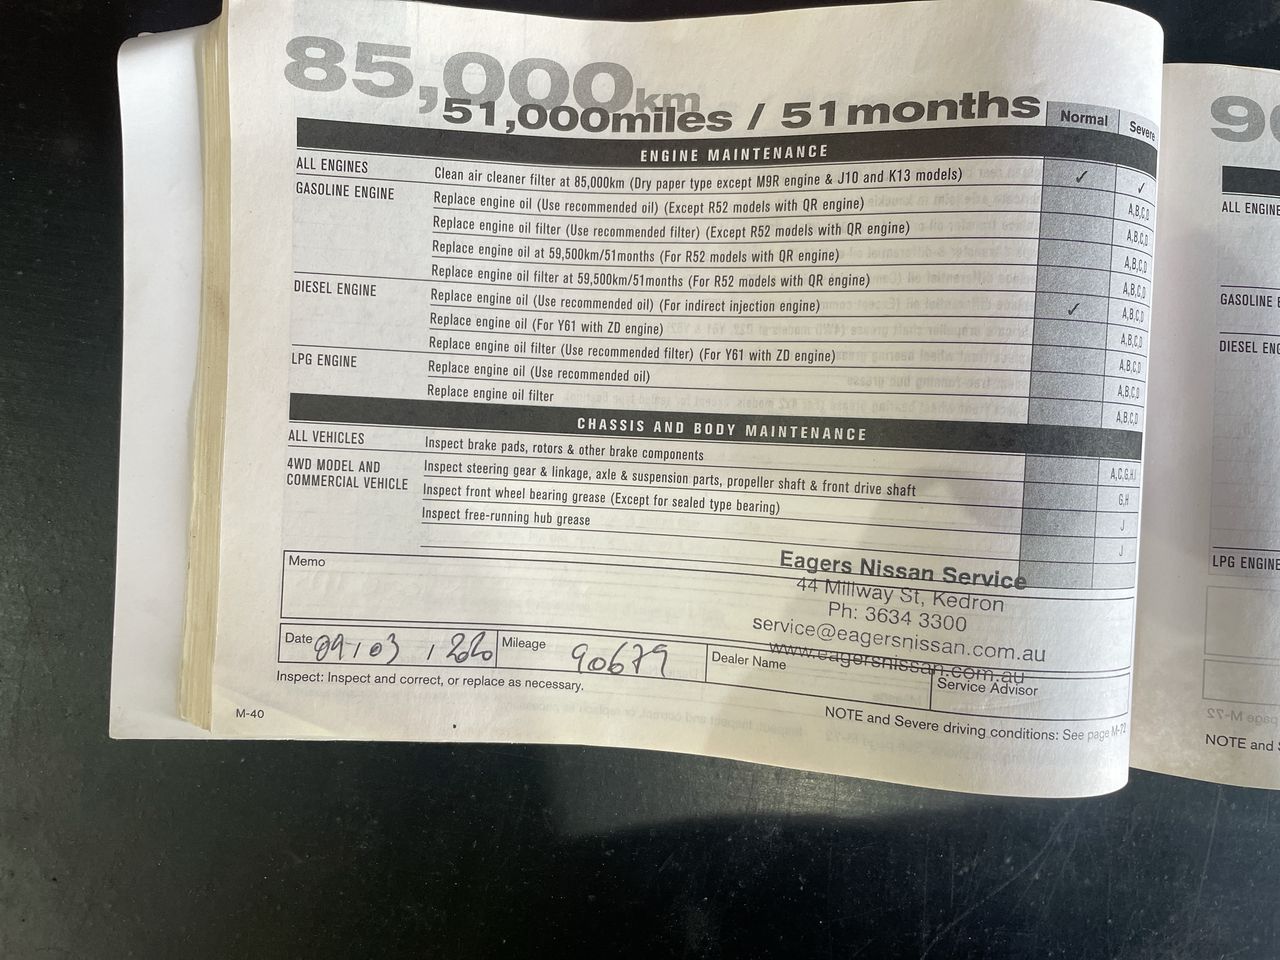 85,000km
51,000miles / 51months
Normal Severe
ENGINE MAINTENANCE
ALL ENGINES Clean air cleaner filter at 85,000km (Dry paper type except M9R engine & J10 and K13 models) ✓ ✓
GASOLINE ENGINE Replace engine oil (Use recommended oil) (Except R52 models with QR engine) A,B,C,D
Replace engine oil filter (Use recommended filter) (Except R52 models with QR engine) A,B,C,D
Replace engine oil at 59,500km/51months (For R52 models with QR engine) A,B,C,D
Replace engine oil filter at 59,500km/51months (For R52 models with QR engine) A,B,C,D
DIESEL ENGINE Replace engine oil (Use recommended oil) (For indirect injection engine) ✓ A,B,C,D
Replace engine oil (For Y61 with ZD engine) A,B,C,D
Replace engine oil filter (Use recommended filter) (For Y61 with ZD engine) A,B,C,D
LPG ENGINE Replace engine oil (Use recommended oil) A,B,C,D
Replace engine oil filter A,B,C,D
CHASSIS AND BODY MAINTENANCE
ALL VEHICLES Inspect brake pads, rotors & other brake components A,C,G,H,I
4WD MODEL AND COMMERCIAL VEHICLE Inspect steering gear & linkage, axle & suspension parts, propeller shaft & front drive shaft G,H
Inspect front wheel bearing grease (Except for sealed type bearing) J
Inspect free-running hub grease J
Memo
Eagers Nissan Service
44 Millway St, Kedron
Ph: 3634 3300
service@eagersnissan.com.au
www.eagersnissan.com.au
Date 09/03/ Mileage 90679 Dealer Name Service Advisor
Inspect: Inspect and correct, or replace as necessary.
M-40
NOTE and Severe driving conditions: See page M-72
ALL ENGINE
GASOLINE E
DIESEL ENG
LPG ENGINE
NOTE and